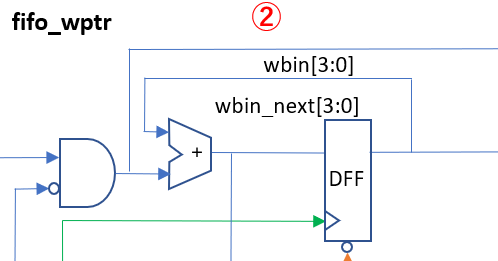 fifo_wptr
②
wbin[3:0]
wbin_next[3:0]
+
DFF